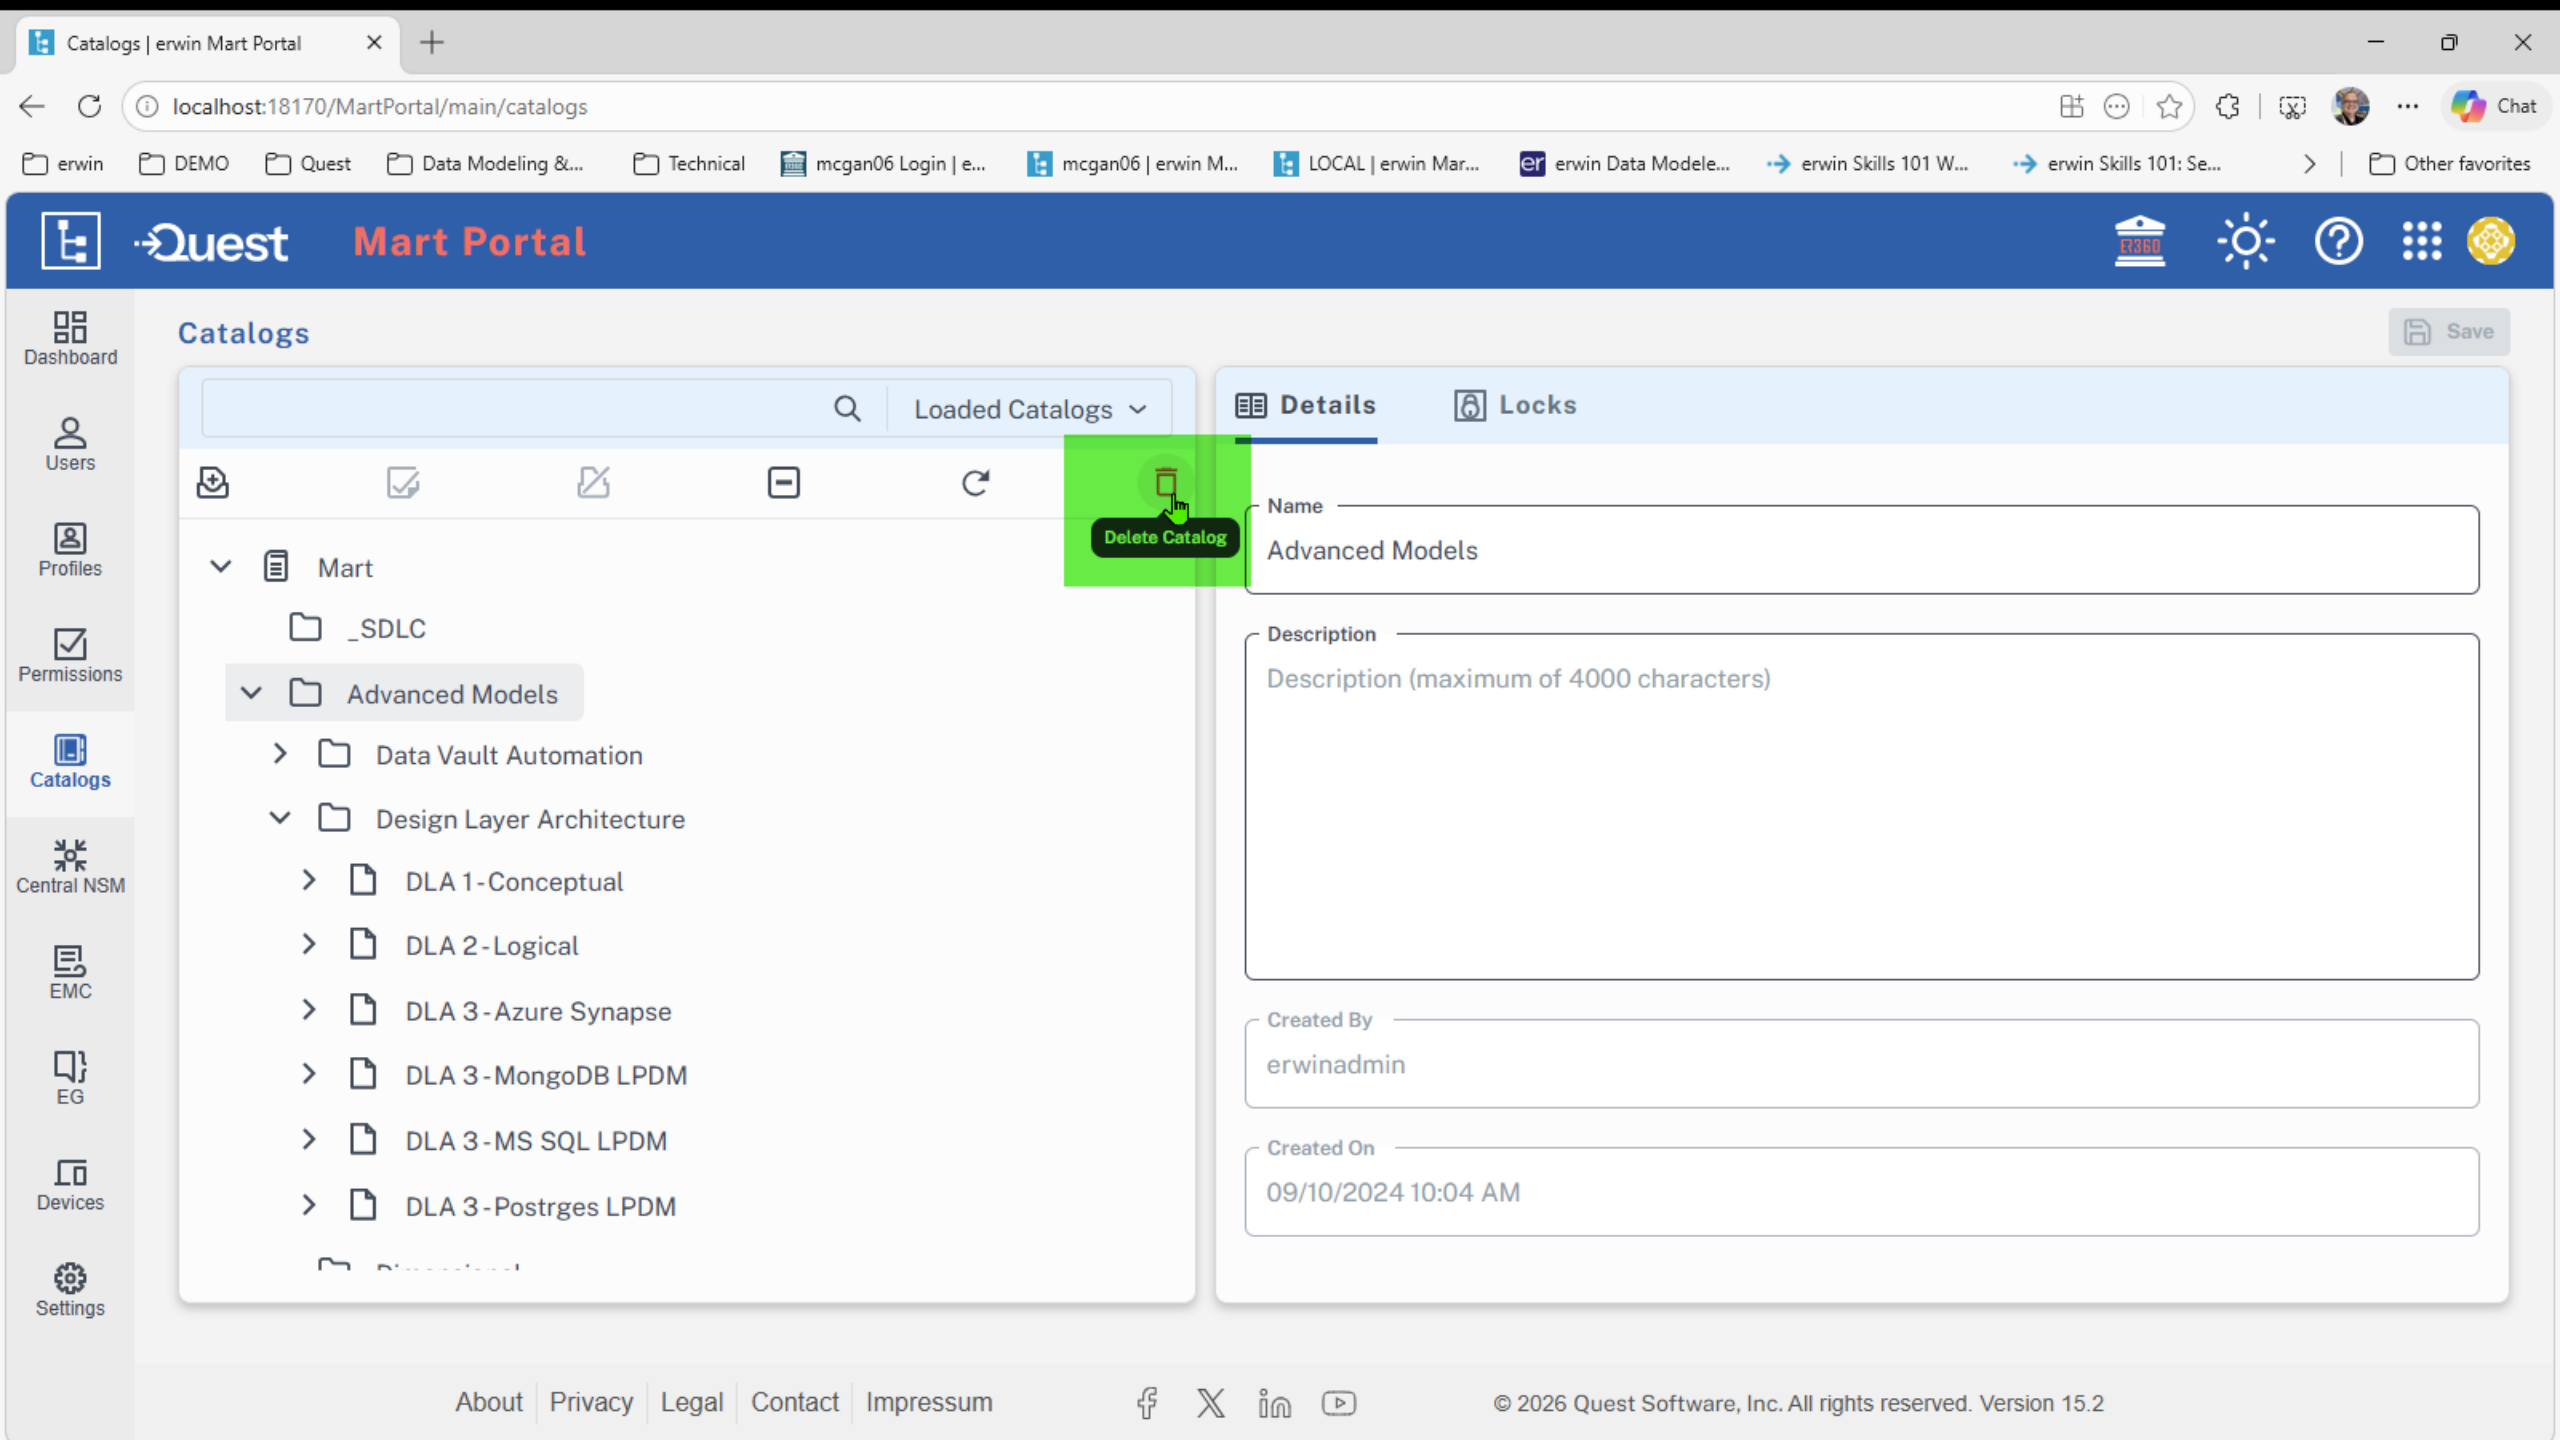 Catalogs | erwin Mart Portal
localhost:18170/MartPortal/main/catalogs
Chat
erwin
DEMO
Quest
Data Modeling &...
Technical
mcgan06 Login | e...
mcgan06 | erwin M...
LOCAL | erwin Mar...
er
erwin Data Modele...
erwin Skills 101 W...
erwin Skills 101: Se...
Other favorites
Quest
Mart Portal
ER360
Dashboard
Users
Profiles
Permissions
Catalogs
Central NSM
EMC
EG
Devices
Settings
Catalogs
Save
Loaded Catalogs
Delete Catalog
Mart
_SDLC
Advanced Models
Data Vault Automation
Design Layer Architecture
DLA 1-Conceptual
DLA 2-Logical
DLA 3-Azure Synapse
DLA 3-MongoDB LPDM
DLA 3-MS SQL LPDM
DLA 3-Postrges LPDM
Details
Locks
Name
Advanced Models
Description
Description (maximum of 4000 characters)
Created By
erwinadmin
Created On
09/10/2024 10:04 AM
About
Privacy
Legal
Contact
Impressum
© 2026 Quest Software, Inc. All rights reserved. Version 15.2